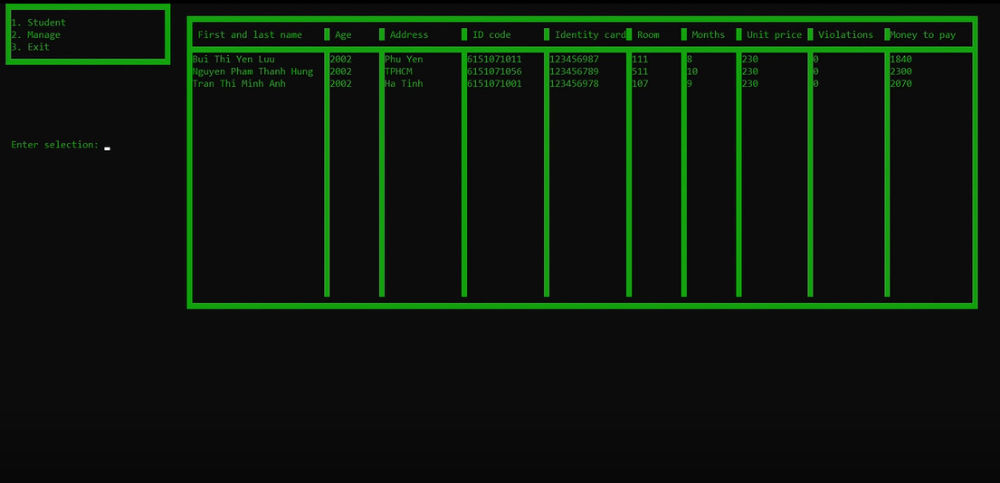 1. Student
2. Manage
3. Exit
Enter selection:
First and last name Age Address ID code Identity card Room Months Unit price Violations Money to pay
Bui Thi Yen Luu 2002 Phu Yen 6151071011 123456987 111 8 230 0 1840
Nguyen Pham Thanh Hung 2002 TPHCM 6151071056 123456789 511 10 230 0 2300
Tran Thi Minh Anh 2002 Ha Tinh 6151071001 123456978 107 9 230 0 2070